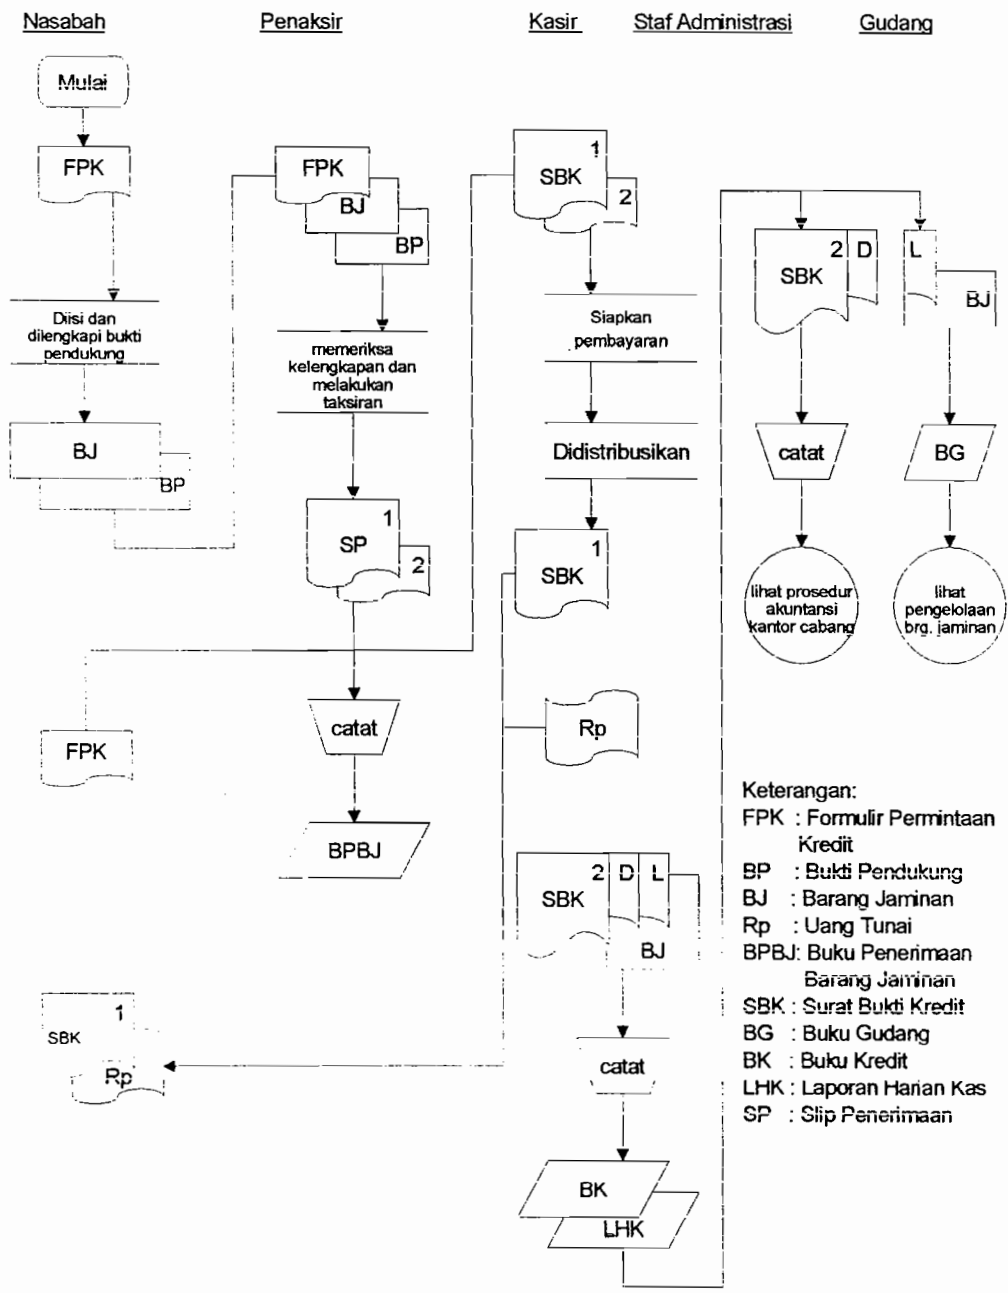 Nasabah
Penaksir
Kasir
Staf Administrasi
Gudang
Mulai
FPK
Diisi dan
dilengkapi bukti
pendukung
BJ
BP
FPK
SBK
1
Rp
FPK
BJ
BP
memeriksa
kelengkapan dan
melakukan
taksiran
SP
1
2
catat
BPBJ
SBK
1
2
Siapkan
pembayaran
Didistribusikan
SBK
1
Rp
SBK
2
D
L
BJ
catat
BK
LHK
SBK
2
D
catat
lihat prosedur
akuntansi
kantor cabang
L
BJ
BG
lihat
pengelolaan
brg. jaminan
Keterangan:
FPK : Formulir Permintaan
Kredit
BP : Bukti Pendukung
BJ : Barang Jaminan
Rp : Uang Tunai
BPBJ: Buku Penerimaan
Barang Jaminan
SBK : Surat Bukti Kredit
BG : Buku Gudang
BK : Buku Kredit
LHK : Laporan Harian Kas
SP : Slip Penerimaan